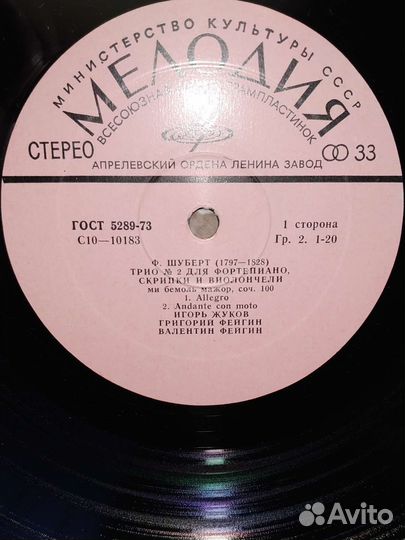 МИНИСТЕРСТВО КУЛЬТУРЫ СССР
МЕЛОДИЯ
ВСЕСОЮЗНАЯ ГРАМПЛАСТИНОК
СТЕРЕО
33
АПРЕЛЕВСКИЙ ОРДЕНА ЛЕНИНА ЗАВОД
ГОСТ 5289-73
1 сторона
С10—10183
Гр. 2. 1-20
Ф. ШУБЕРТ (1797—1828)
ТРИО № 2 ДЛЯ ФОРТЕПИАНО,
СКРИПКИ И ВИОЛОНЧЕЛИ
ми бемоль мажор, соч. 100
1. Allegro
2. Andante con moto
ИГОРЬ ЖУКОВ
ГРИГОРИЙ ФЕЙГИН
ВАЛЕНТИН ФЕЙГИН
Avito